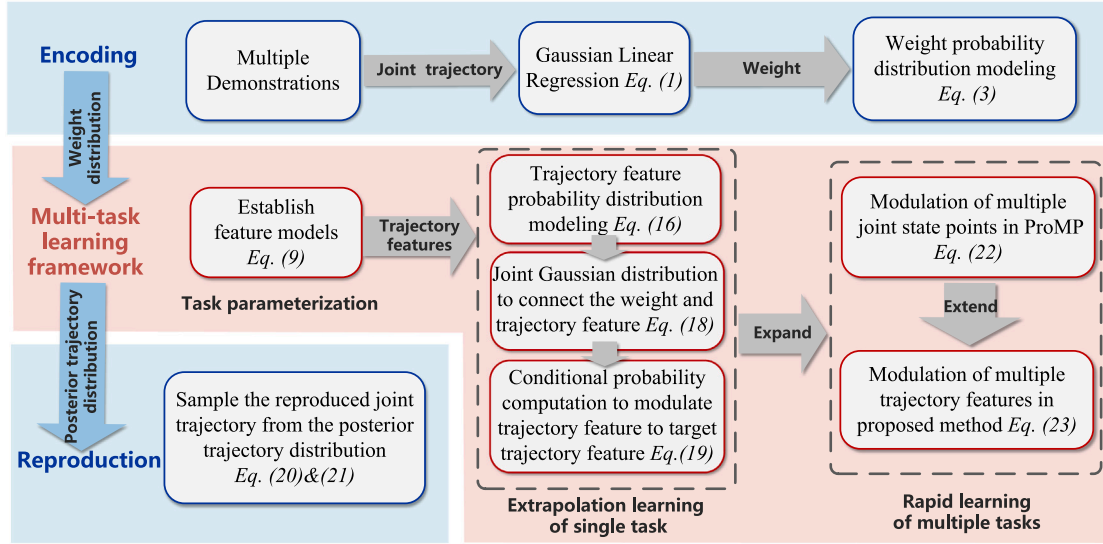 Encoding
Multiple
Demonstrations
Joint trajectory
Gaussian Linear
Regression Eq. (1)
Weight
Weight probability
distribution modeling
Eq. (3)
Weight
distribution
Multi-task
learning
framework
Establish
feature models
Eq. (9)
Task parameterization
Trajectory
features
Trajectory feature
probability distribution
modeling Eq. (16)
Joint Gaussian distribution
to connect the weight and
trajectory feature Eq. (18)
Conditional probability
computation to modulate
trajectory feature to target
trajectory feature Eq.(19)
Extrapolation learning
of single task
Expand
Modulation of multiple
joint state points in ProMP
Eq. (22)
Extend
Modulation of multiple
trajectory features in
proposed method Eq. (23)
Rapid learning
of multiple tasks
Posterior trajectory
distribution
Reproduction
Sample the reproduced joint
trajectory from the posterior
trajectory distribution
Eq. (20)&(21)